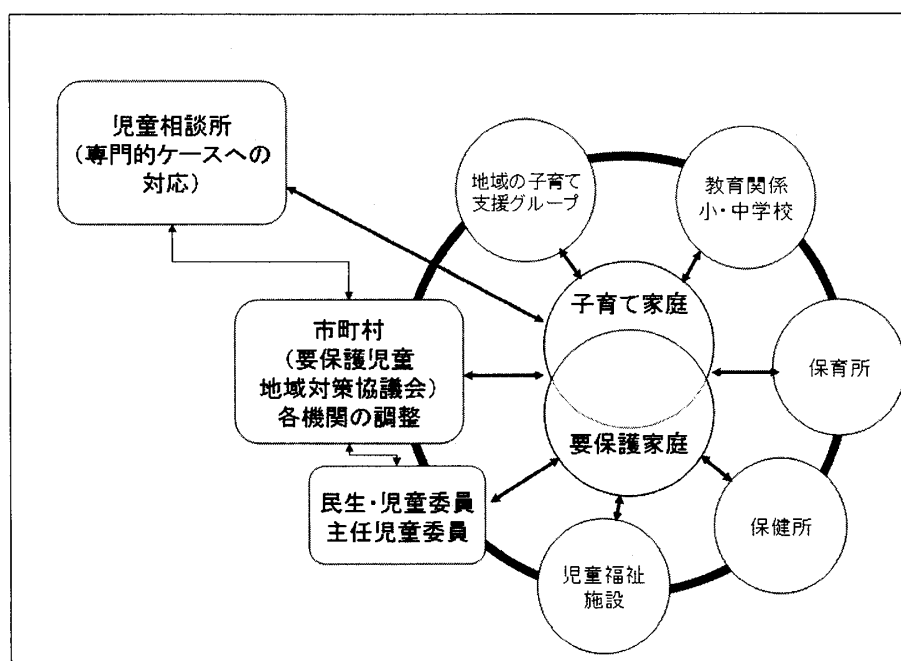 児童相談所
(専門的ケースへの
対応)
地域の子育て
支援グループ
教育関係
小・中学校
子育て家庭
市町村
(要保護児童
地域対策協議会)
各機関の調整
保育所
要保護家庭
民生・児童委員
主任児童委員
保健所
児童福祉
施設